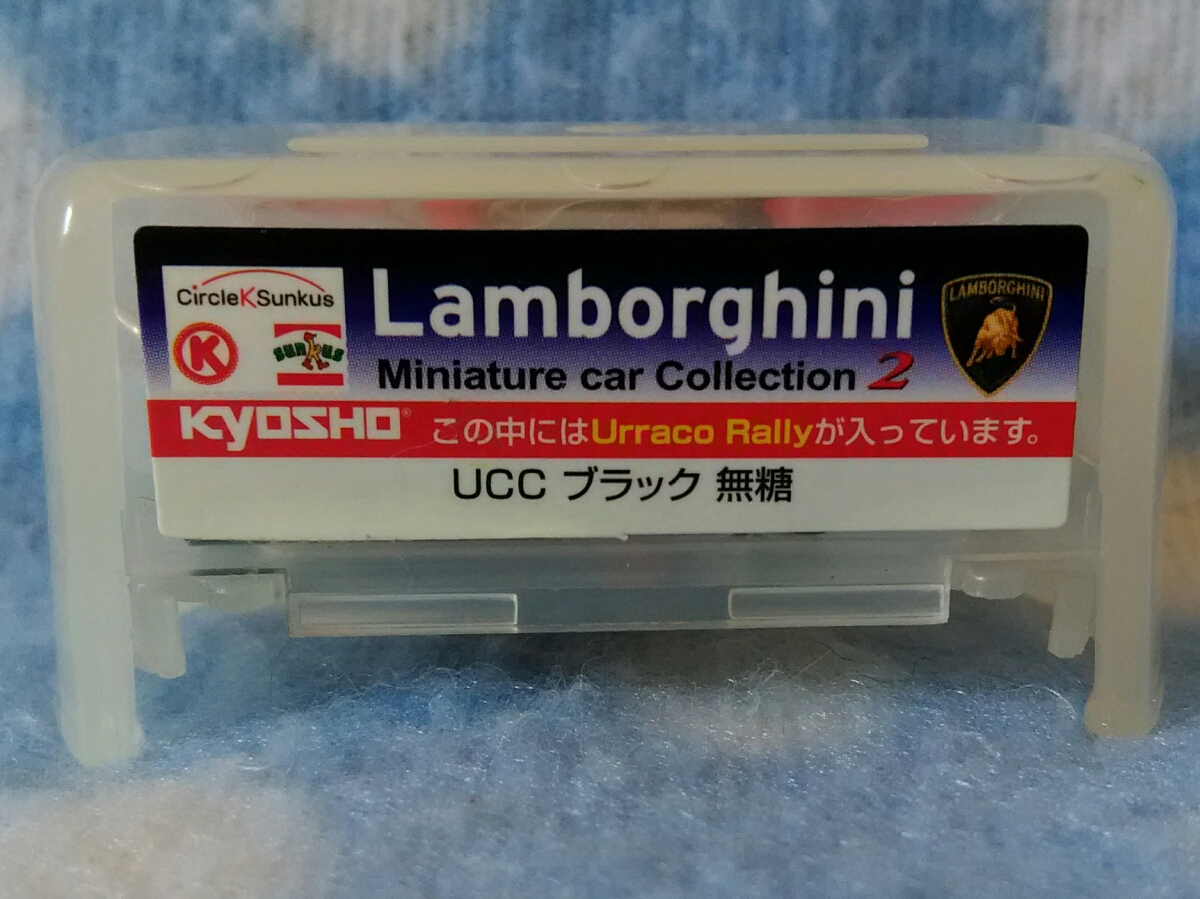 CircleKSunkus
K
sunkus
Lamborghini
Miniature car Collection 2
LAMBORGHINI
KYOSHO® この中にはUrraco Rallyが入っています。
UCC ブラック 無糖